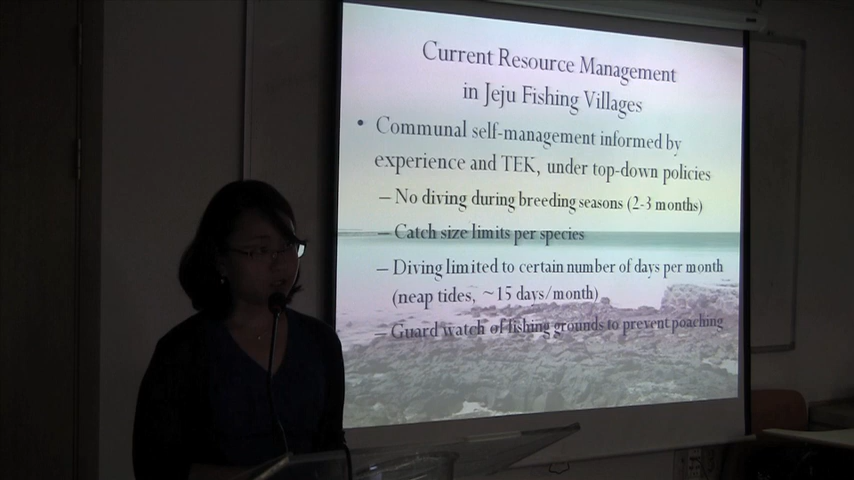 Current Resource Management
in Jeju Fishing Villages
• Communal self-management informed by
experience and TEK, under top-down policies
– No diving during breeding seasons (2-3 months)
– Catch size limits per species
– Diving limited to certain number of days per month
(neap tides, ~15 days/month)
– Guard watch of fishing grounds to prevent poaching